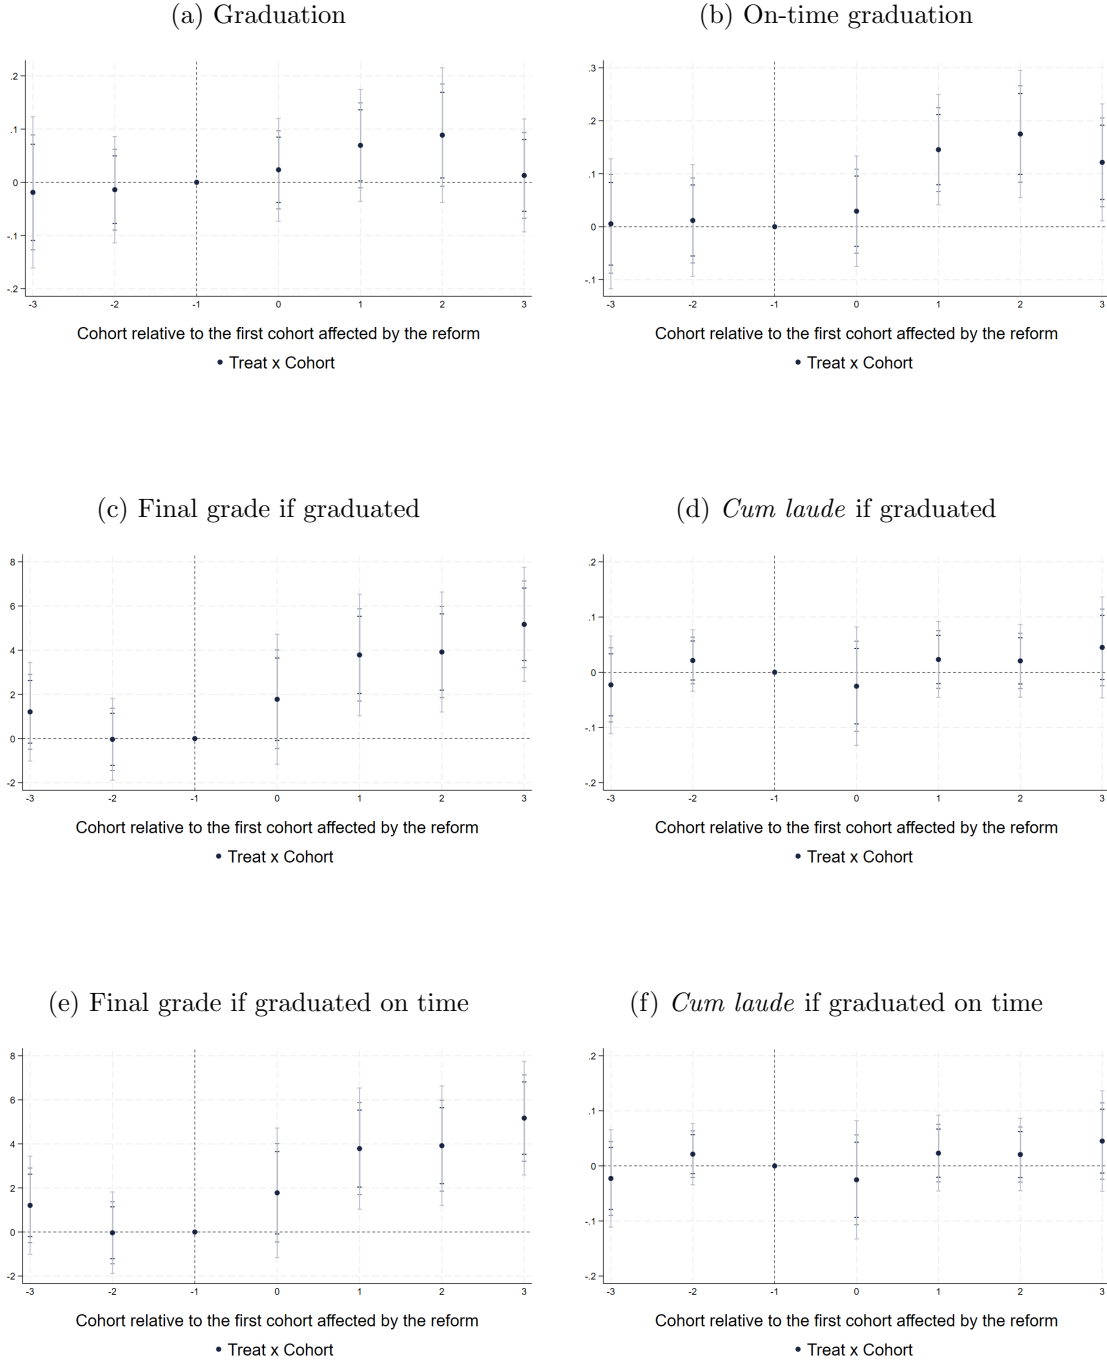 (a) Graduation
.2
.1
0
-.1
-.2
-3 -2 -1 0 1 2 3
Cohort relative to the first cohort affected by the reform
Treat x Cohort
(b) On-time graduation
.3
.2
.1
0
-.1
-3 -2 -1 0 1 2 3
Cohort relative to the first cohort affected by the reform
Treat x Cohort
(c) Final grade if graduated
8
6
4
2
0
-2
-3 -2 -1 0 1 2 3
Cohort relative to the first cohort affected by the reform
Treat x Cohort
(d) Cum laude if graduated
.2
.1
0
-.1
-.2
-3 -2 -1 0 1 2 3
Cohort relative to the first cohort affected by the reform
Treat x Cohort
(e) Final grade if graduated on time
8
6
4
2
0
-2
-3 -2 -1 0 1 2 3
Cohort relative to the first cohort affected by the reform
Treat x Cohort
(f) Cum laude if graduated on time
.2
.1
0
-.1
-.2
-3 -2 -1 0 1 2 3
Cohort relative to the first cohort affected by the reform
Treat x Cohort